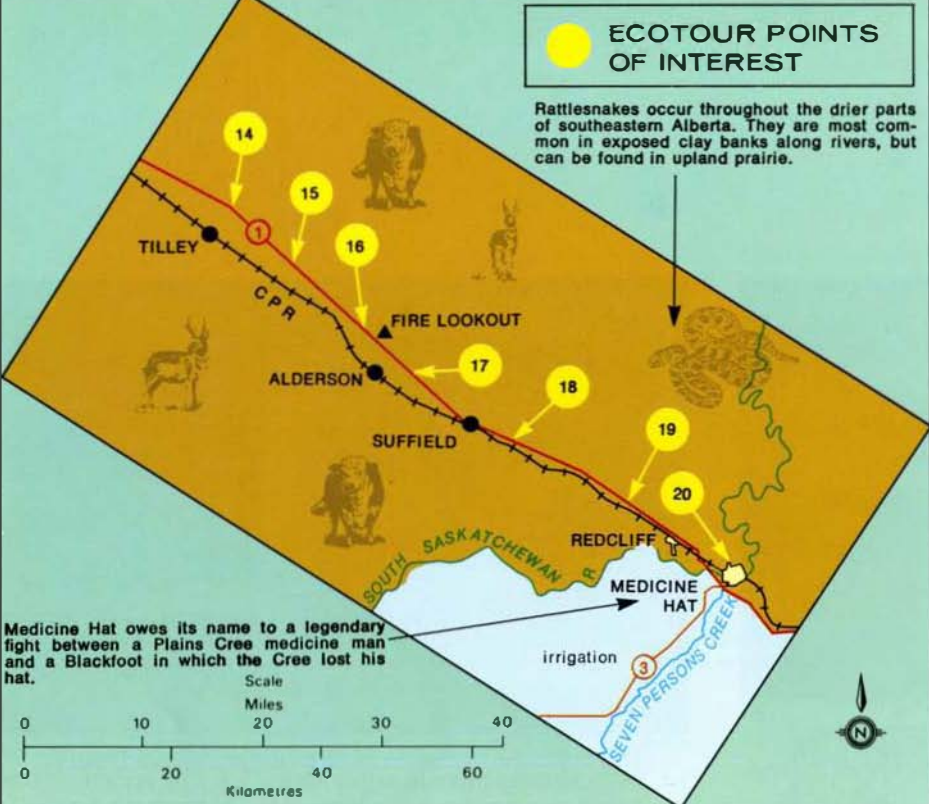 ECOTOUR POINTS
OF INTEREST
Rattlesnakes occur throughout the drier parts
of southeastern Alberta. They are most com-
mon in exposed clay banks along rivers, but
can be found in upland prairie.
14
15
1
16
TILLEY
CPR
FIRE LOOKOUT
ALDERSON
17
18
SUFFIELD
19
20
REDCLIFF
SOUTH SASKATCHEWAN R.
MEDICINE
HAT
Medicine Hat owes its name to a legendary
fight between a Plains Cree medicine man
and a Blackfoot in which the Cree lost his
hat.
irrigation
3
SEVEN PERSONS CREEK
Scale
Miles
0 10 20 30 40
0 20 40 60
Kilometres
N